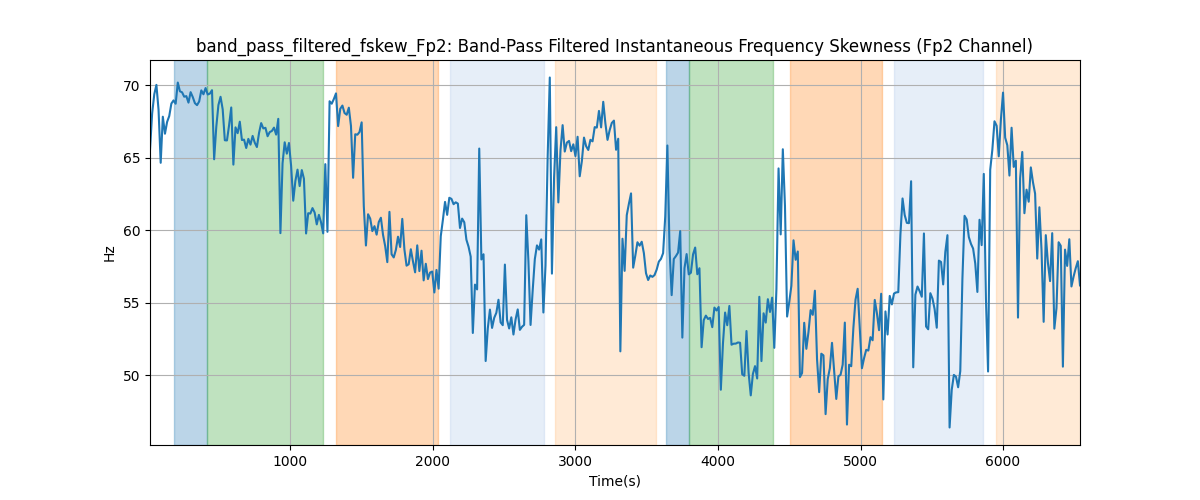 band_pass_filtered_fskew_Fp2: Band-Pass Filtered Instantaneous Frequency Skewness (Fp2 Channel)
70
65
60
55
50
Hz
1000 2000 3000 4000 5000 6000
Time(s)